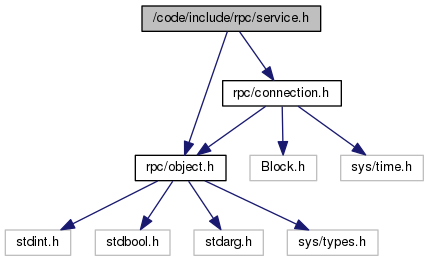 /code/include/rpc/service.h
rpc/connection.h
rpc/object.h
Block.h
sys/time.h
stdint.h
stdbool.h
stdarg.h
sys/types.h